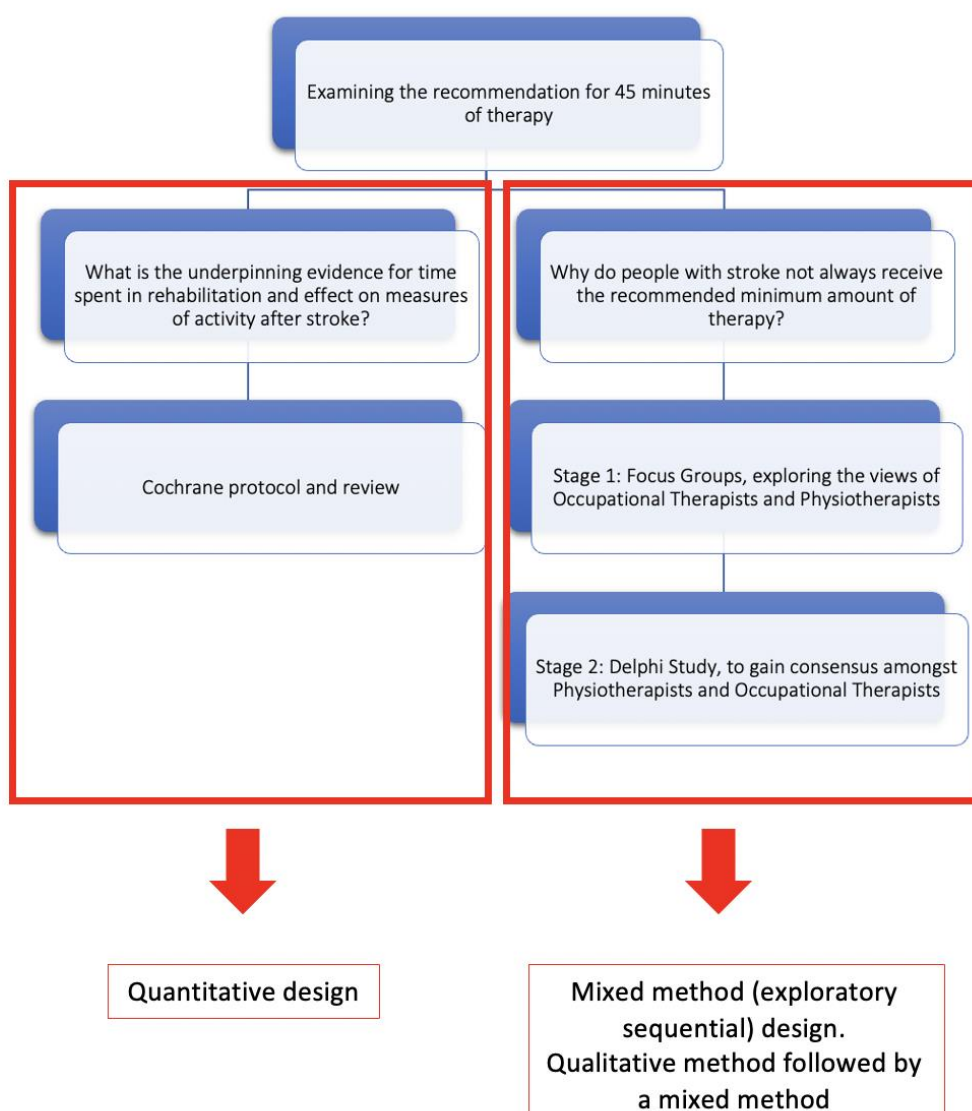 Examining the recommendation for 45 minutes
of therapy
What is the underpinning evidence for time
spent in rehabilitation and effect on measures
of activity after stroke?
Why do people with stroke not always receive
the recommended minimum amount of
therapy?
Cochrane protocol and review
Stage 1: Focus Groups, exploring the views of
Occupational Therapists and Physiotherapists
Stage 2: Delphi Study, to gain consensus amongst
Physiotherapists and Occupational Therapists
Quantitative design
Mixed method (exploratory
sequential) design.
Qualitative method followed by
a mixed method